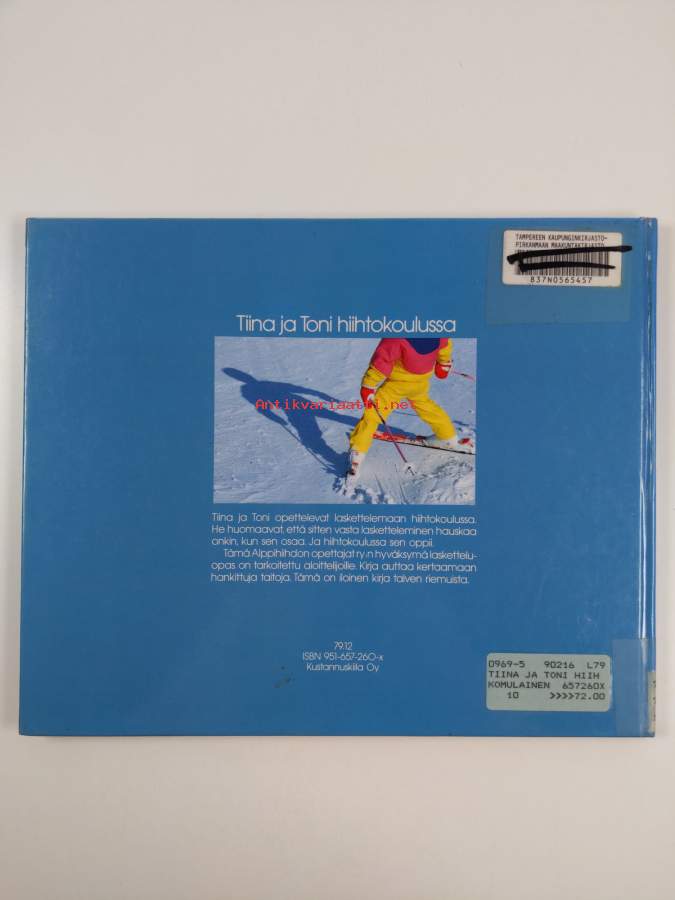 TAMPEREEN KAUPUNGINKIRJASTO-
PIRKANMAAN MAAKUNTAKIRJASTO
837N0565457
Tiina ja Toni hiihtokoulussa
Antikvariaatti.net
Tiina ja Toni opettelevat laskettelemaan hiihtokoulussa.
He huomaavat, että sitten vasta lasketteleminen hauskaa
onkin, kun sen osaa. Ja hiihtokoulussa sen oppii.
Tämä Alppihiihdon opettajat ry:n hyväksymä laskettelu-
opas on tarkoitettu aloittelijoille. Kirja auttaa kertaamaan
hankittuja taitoja. Tämä on iloinen kirja talven riemuista.
79.12
ISBN 951-657-260-x
Kustannuskiila Oy
0969-5 90216 L79
TIINA JA TONI HIIH
KOMULAINEN 657260X
10 >>>>72.00